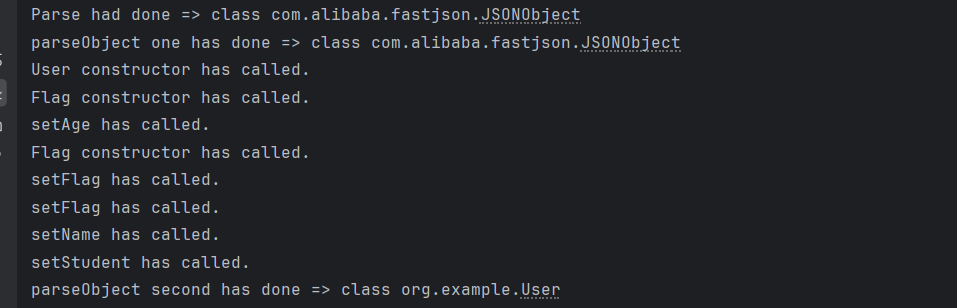 Parse had done => class com.alibaba.fastjson.JSONObject
parseObject one has done => class com.alibaba.fastjson.JSONObject
User constructor has called.
Flag constructor has called.
setAge has called.
Flag constructor has called.
setFlag has called.
setFlag has called.
setName has called.
setStudent has called.
parseObject second has done => class org.example.User